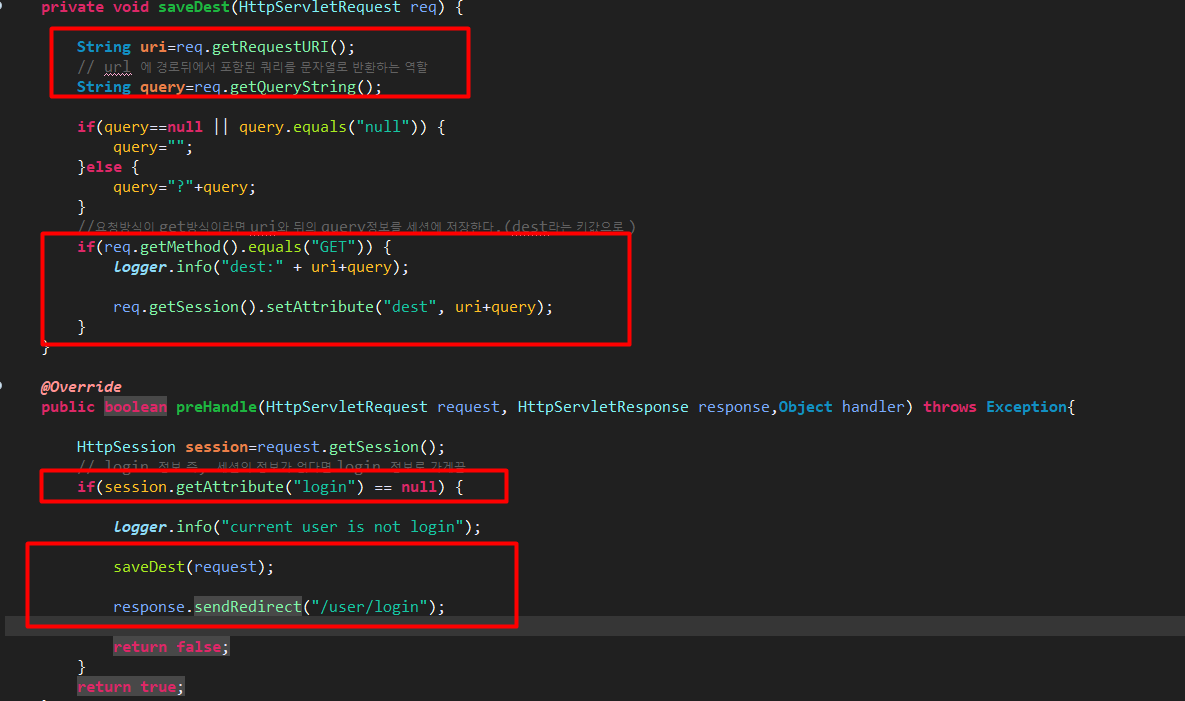 private void saveDest(HttpServletRequest req) {
String uri=req.getRequestURI();
// url 에 경로뒤에서 포함된 쿼리를 문자열로 반환하는 역할
String query=req.getQueryString();
if(query==null || query.equals("null")) {
query="";
}else {
query="?"+query;
}
//요청방식이 get방식이라면 uri와 뒤의 query정보를 세션에 저장한다.(dest라는 키값으로 )
if(req.getMethod().equals("GET")) {
logger.info("dest:" + uri+query);
req.getSession().setAttribute("dest", uri+query);
}
}
@Override
public boolean preHandle(HttpServletRequest request, HttpServletResponse response,Object handler) throws Exception{
HttpSession session=request.getSession();
// login 정보 즉, 세션의 정보가 없다면 login 정보로 가게끔
if(session.getAttribute("login") == null) {
logger.info("current user is not login");
saveDest(request);
response.sendRedirect("/user/login");
return false;
}
return true;